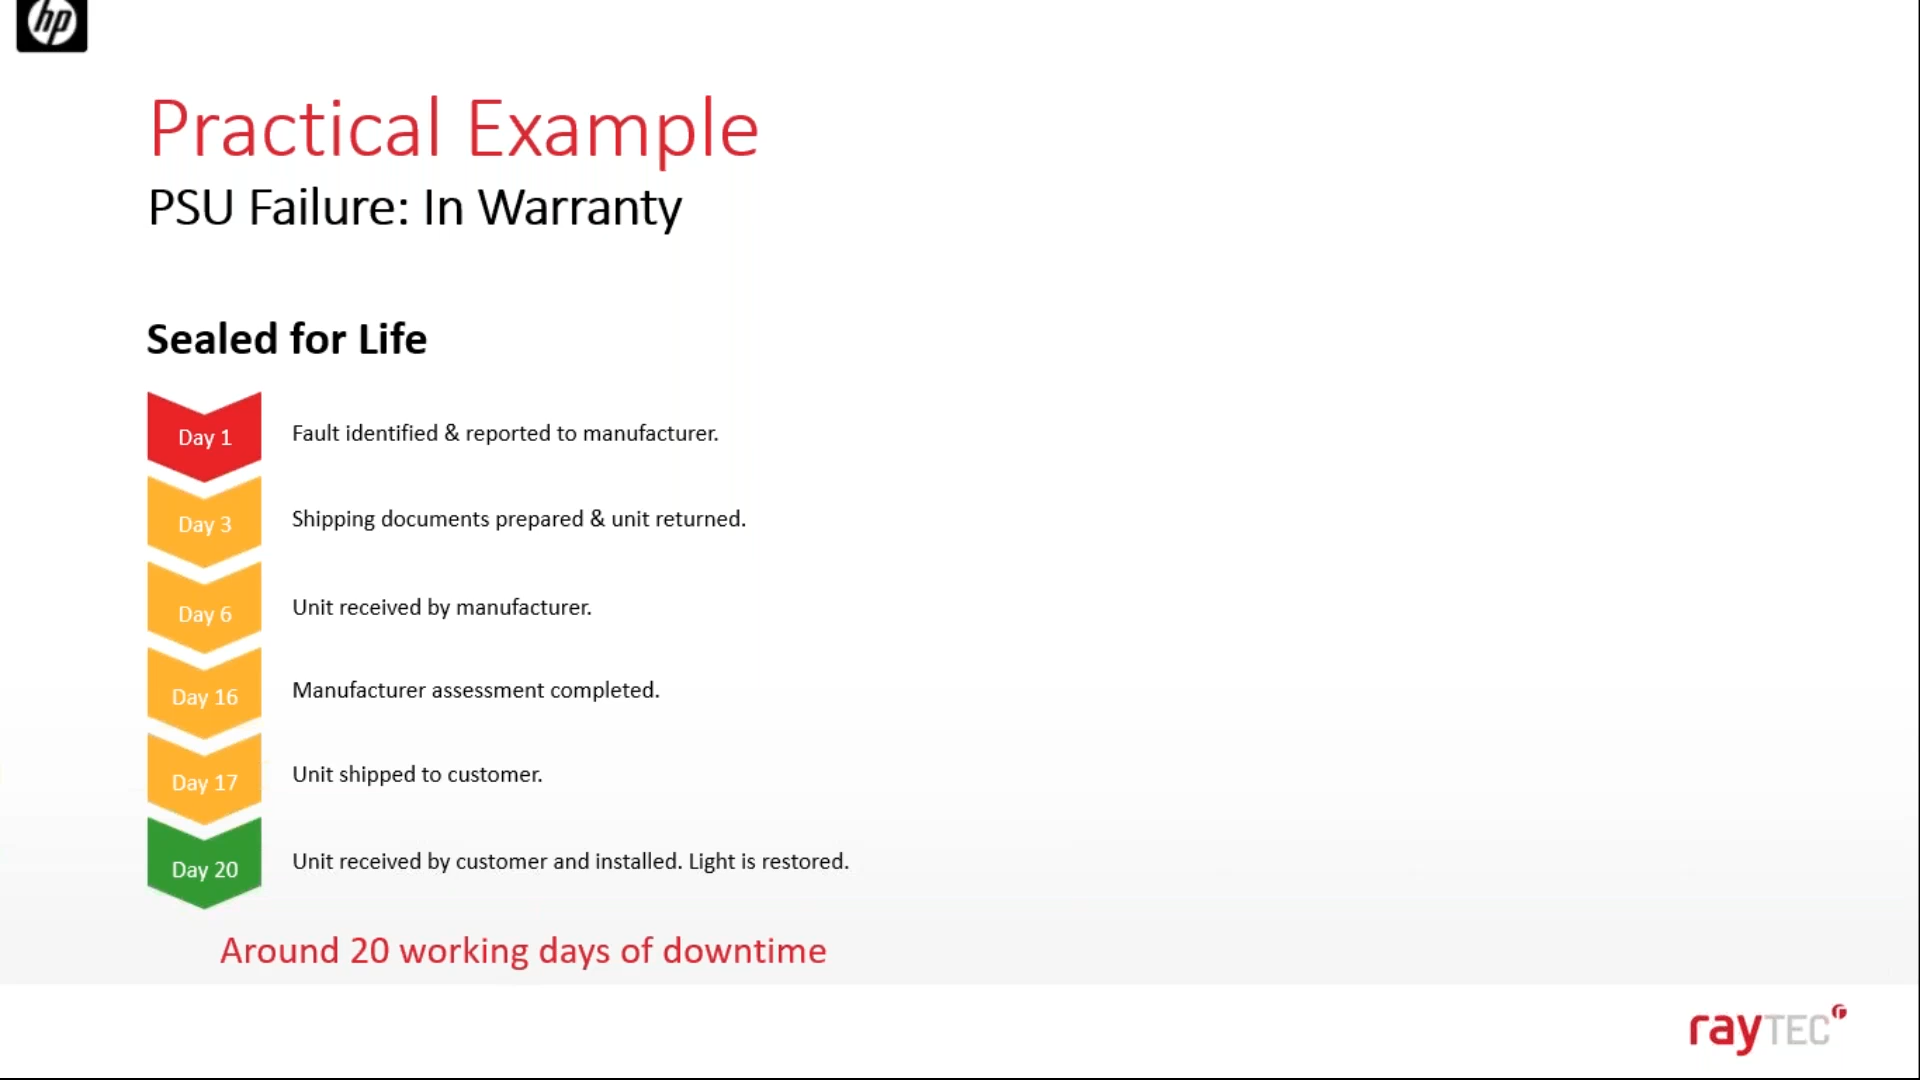 hp
Practical Example
PSU Failure: In Warranty
Sealed for Life
Day 1
Fault identified & reported to manufacturer.
Day 3
Shipping documents prepared & unit returned.
Day 6
Unit received by manufacturer.
Day 16
Manufacturer assessment completed.
Day 17
Unit shipped to customer.
Day 20
Unit received by customer and installed. Light is restored.
Around 20 working days of downtime
rayTEC